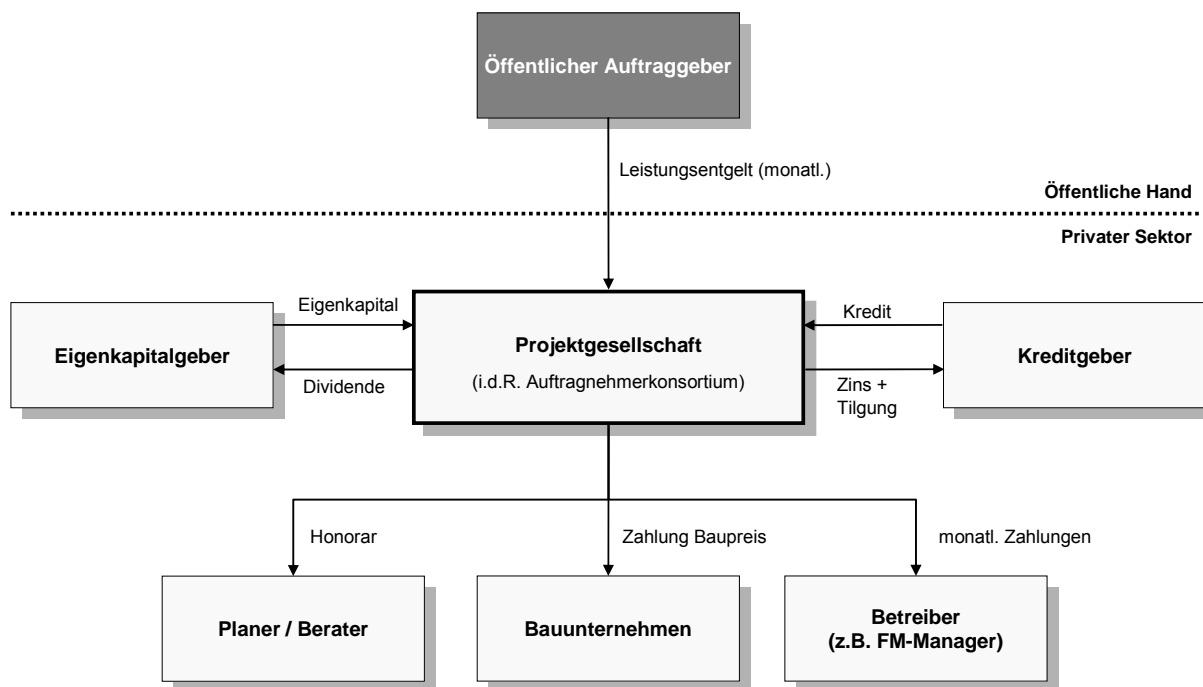 Öffentlicher Auftraggeber
Leistungsentgelt (monatl.)
Öffentliche Hand
Privater Sektor
Eigenkapitalgeber
Eigenkapital
Dividende
Projektgesellschaft
(i.d.R. Auftragnehmerkonsortium)
Kredit
Zins +
Tilgung
Kreditgeber
Honorar
Zahlung Baupreis
monatl. Zahlungen
Planer / Berater
Bauunternehmen
Betreiber
(z.B. FM-Manager)